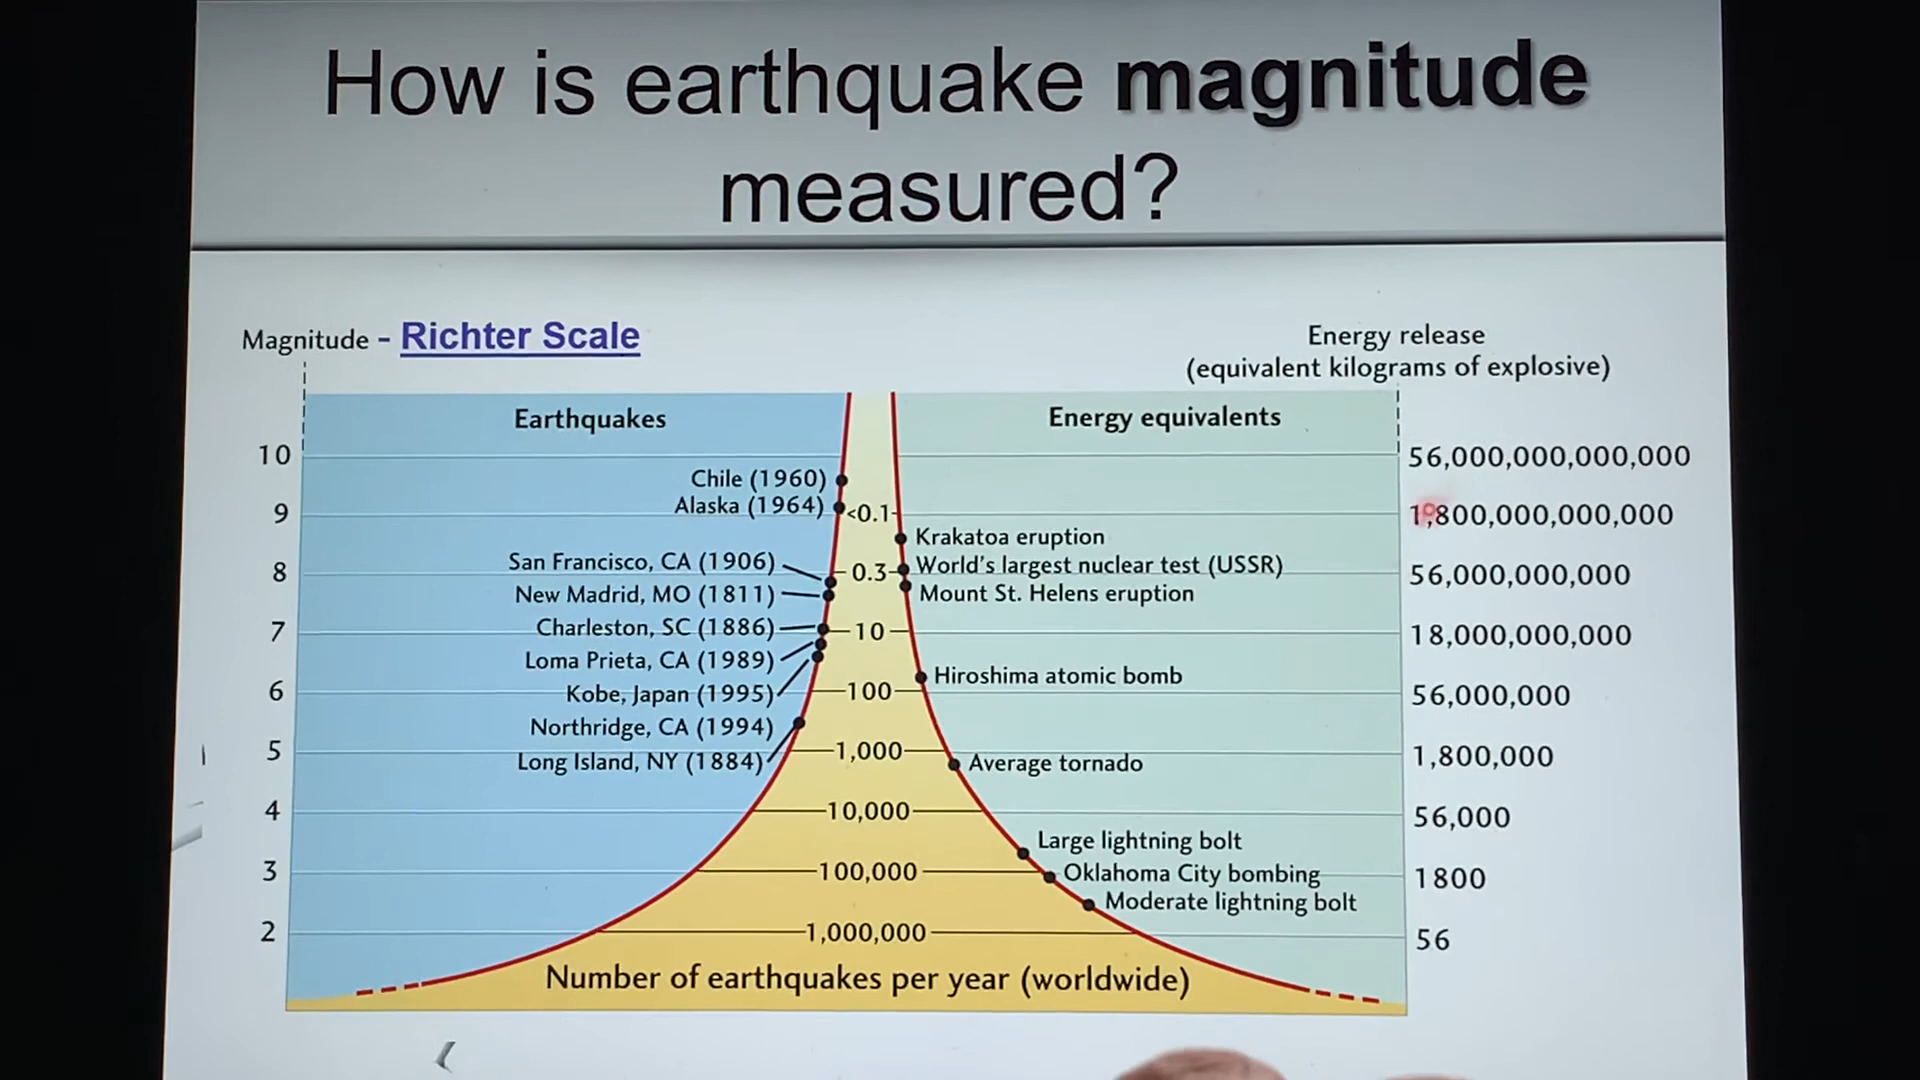 How is earthquake magnitude
measured?
Magnitude - Richter Scale
Energy release
(equivalent kilograms of explosive)
Earthquakes
Energy equivalents
10
56,000,000,000,000
Chile (1960)
Alaska (1964)
9
<0.1
1,800,000,000,000
Krakatoa eruption
San Francisco, CA (1906)
World's largest nuclear test (USSR)
8
0.3
56,000,000,000
New Madrid, MO (1811)
Mount St. Helens eruption
Charleston, SC (1886)
7
10
18,000,000,000
Loma Prieta, CA (1989)
Hiroshima atomic bomb
Kobe, Japan (1995)
6
100
56,000,000
Northridge, CA (1994)
5
1,000
1,800,000
Long Island, NY (1884)
Average tornado
4
10,000
56,000
Large lightning bolt
3
100,000
Oklahoma City bombing
1800
Moderate lightning bolt
2
1,000,000
56
Number of earthquakes per year (worldwide)